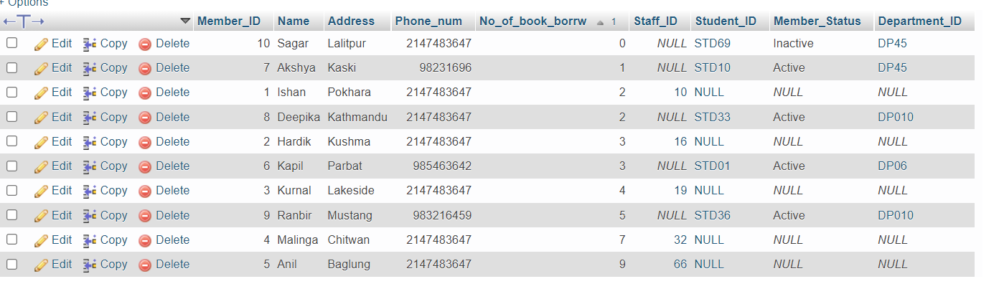 + Options
←T→ Member_ID Name Address Phone_num No_of_book_borrw 1 Staff_ID Student_ID Member_Status Department_ID
Edit Copy Delete 10 Sagar Lalitpur 2147483647 0 NULL STD69 Inactive DP45
Edit Copy Delete 7 Akshya Kaski 98231696 1 NULL STD10 Active DP45
Edit Copy Delete 1 Ishan Pokhara 2147483647 2 10 NULL NULL NULL
Edit Copy Delete 8 Deepika Kathmandu 2147483647 2 NULL STD33 Active DP010
Edit Copy Delete 2 Hardik Kushma 2147483647 3 16 NULL NULL NULL
Edit Copy Delete 6 Kapil Parbat 985463642 3 NULL STD01 Active DP06
Edit Copy Delete 3 Kurnal Lakeside 2147483647 4 19 NULL NULL NULL
Edit Copy Delete 9 Ranbir Mustang 983216459 5 NULL STD36 Active DP010
Edit Copy Delete 4 Malinga Chitwan 2147483647 7 32 NULL NULL NULL
Edit Copy Delete 5 Anil Baglung 2147483647 9 66 NULL NULL NULL